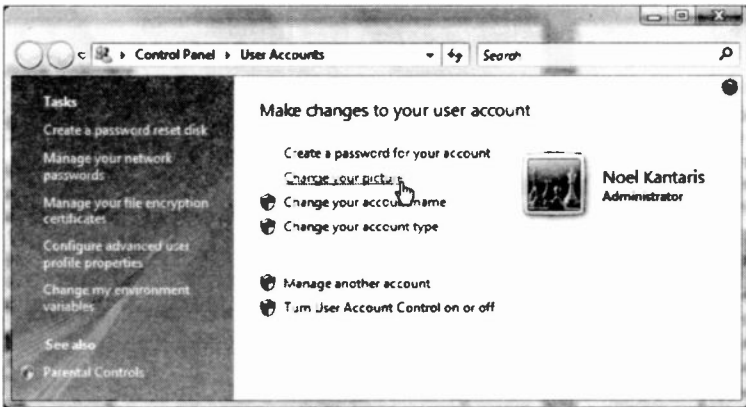 Control Panel
User Accounts
Search
Tasks
Create a password reset disk
Manage your network
passwords
Manage your file encryption
certificates
Configure advanced user
profile properties
Change my environment
variables
See also
Parental Controls
Make changes to your user account
Create a password for your account
Change your picture
Change your account name
Change your account type
Manage another account
Turn User Account Control on or off
Noel Kantaris
Administrator